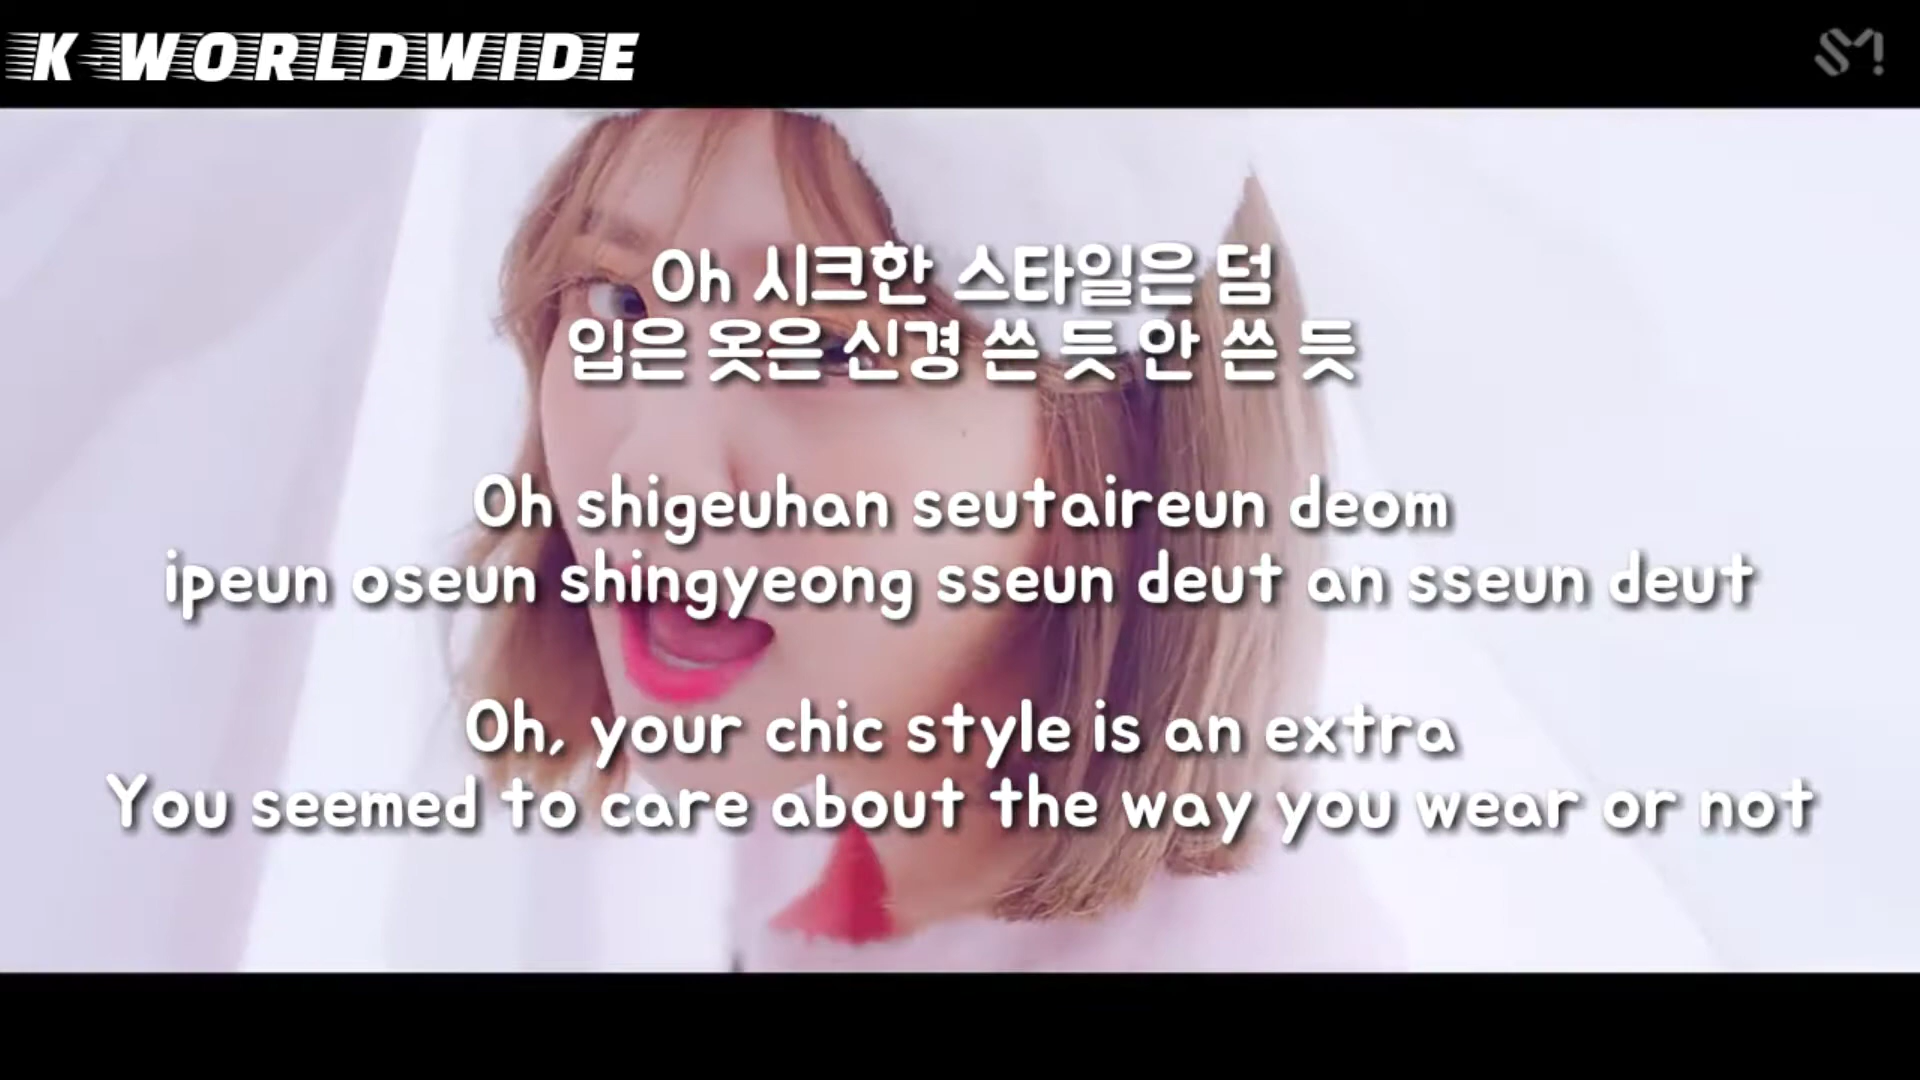 K-WORLDWIDE
SM!
Oh 시크한 스타일은 덤
입은 옷은 신경 쓴 듯 안 쓴 듯
Oh shigeuhan seutaireun deom
ipeun oseun shingyeong sseun deut an sseun deut
Oh, your chic style is an extra
You seemed to care about the way you wear or not